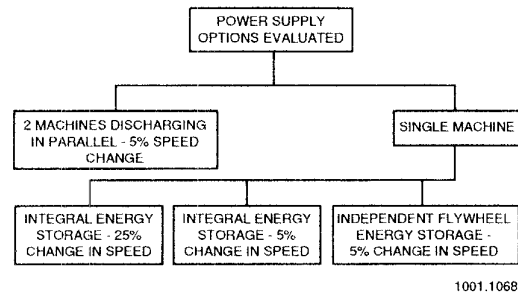 POWER SUPPLY
OPTIONS EVALUATED
2 MACHINES DISCHARGING
IN PARALLEL - 5% SPEED
CHANGE
SINGLE MACHINE
INTEGRAL ENERGY
STORAGE - 25%
CHANGE IN SPEED
INTEGRAL ENERGY
STORAGE - 5%
CHANGE IN SPEED
INDEPENDENT FLYWHEEL
ENERGY STORAGE -
5% CHANGE IN SPEED
1001.1068